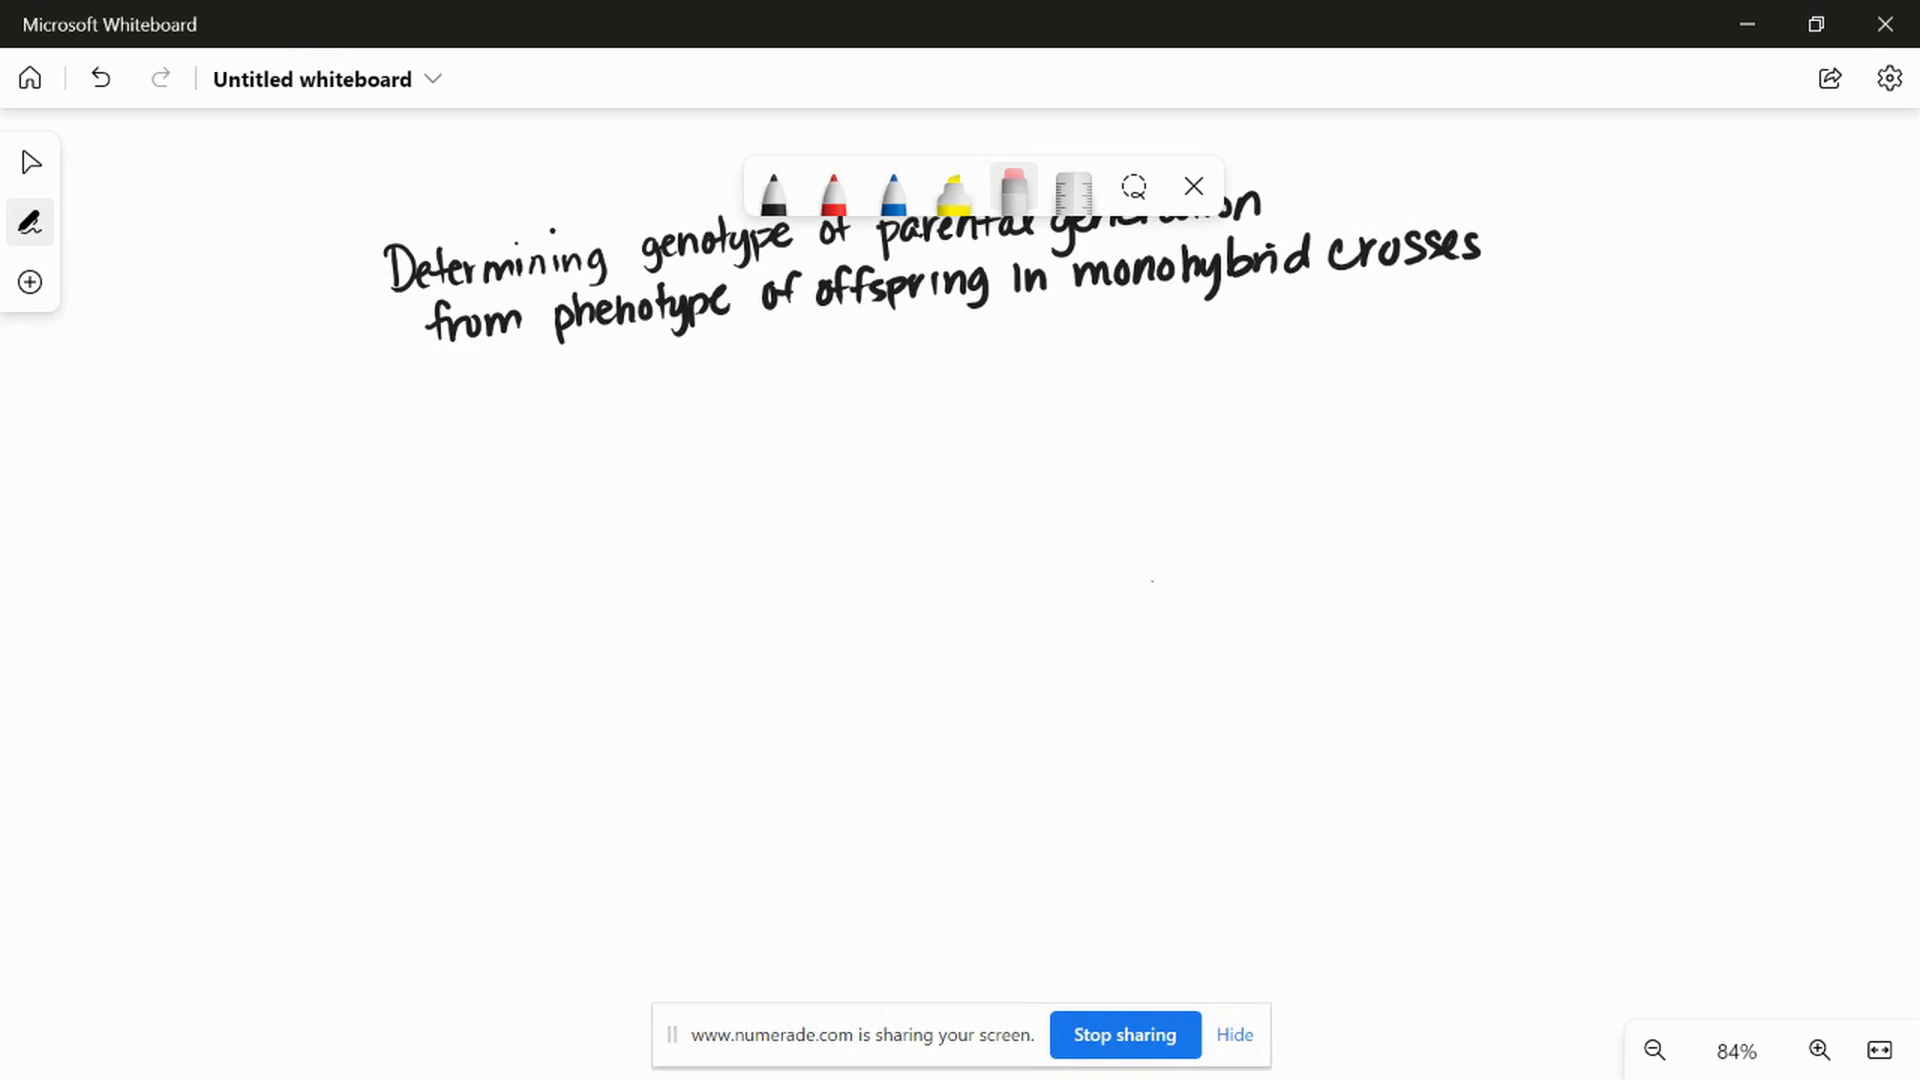 Microsoft Whiteboard
Untitled whiteboard
Determining genotype of parental generation
from phenotype of offspring in monohybrid crosses
www.numerade.com is sharing your screen.
Stop sharing
Hide
84%